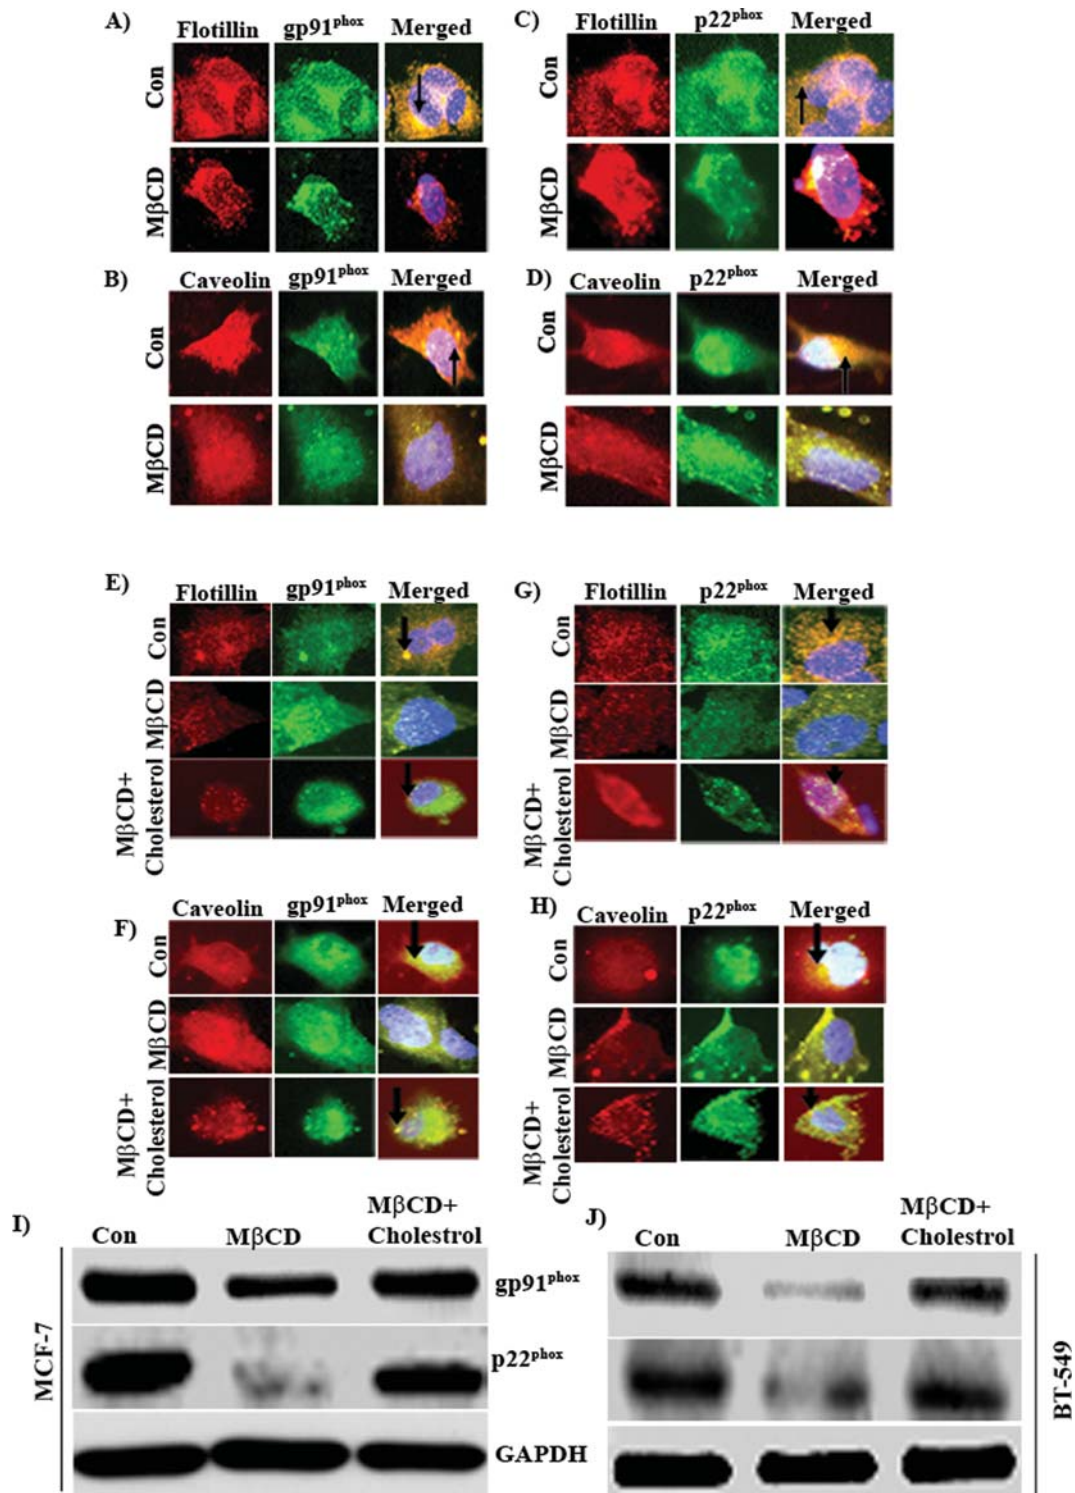 A)
Flotillin gp91phox Merged
Con
MβCD
C)
Flotillin p22phox Merged
Con
MβCD
B)
Caveolin gp91phox Merged
Con
MβCD
D)
Caveolin p22phox Merged
Con
MβCD
E)
Flotillin gp91phox Merged
Con
MβCD
MβCD+
Cholesterol
G)
Flotillin p22phox Merged
Con
MβCD
MβCD+
Cholesterol
F)
Caveolin gp91phox Merged
Con
MβCD
MβCD+
Cholesterol
H)
Caveolin p22phox Merged
Con
MβCD
MβCD+
Cholesterol
I)
Con MβCD MβCD+
Cholestrol
MCF-7
gp91phox
p22phox
GAPDH
J)
Con MβCD MβCD+
Cholestrol
BT-549